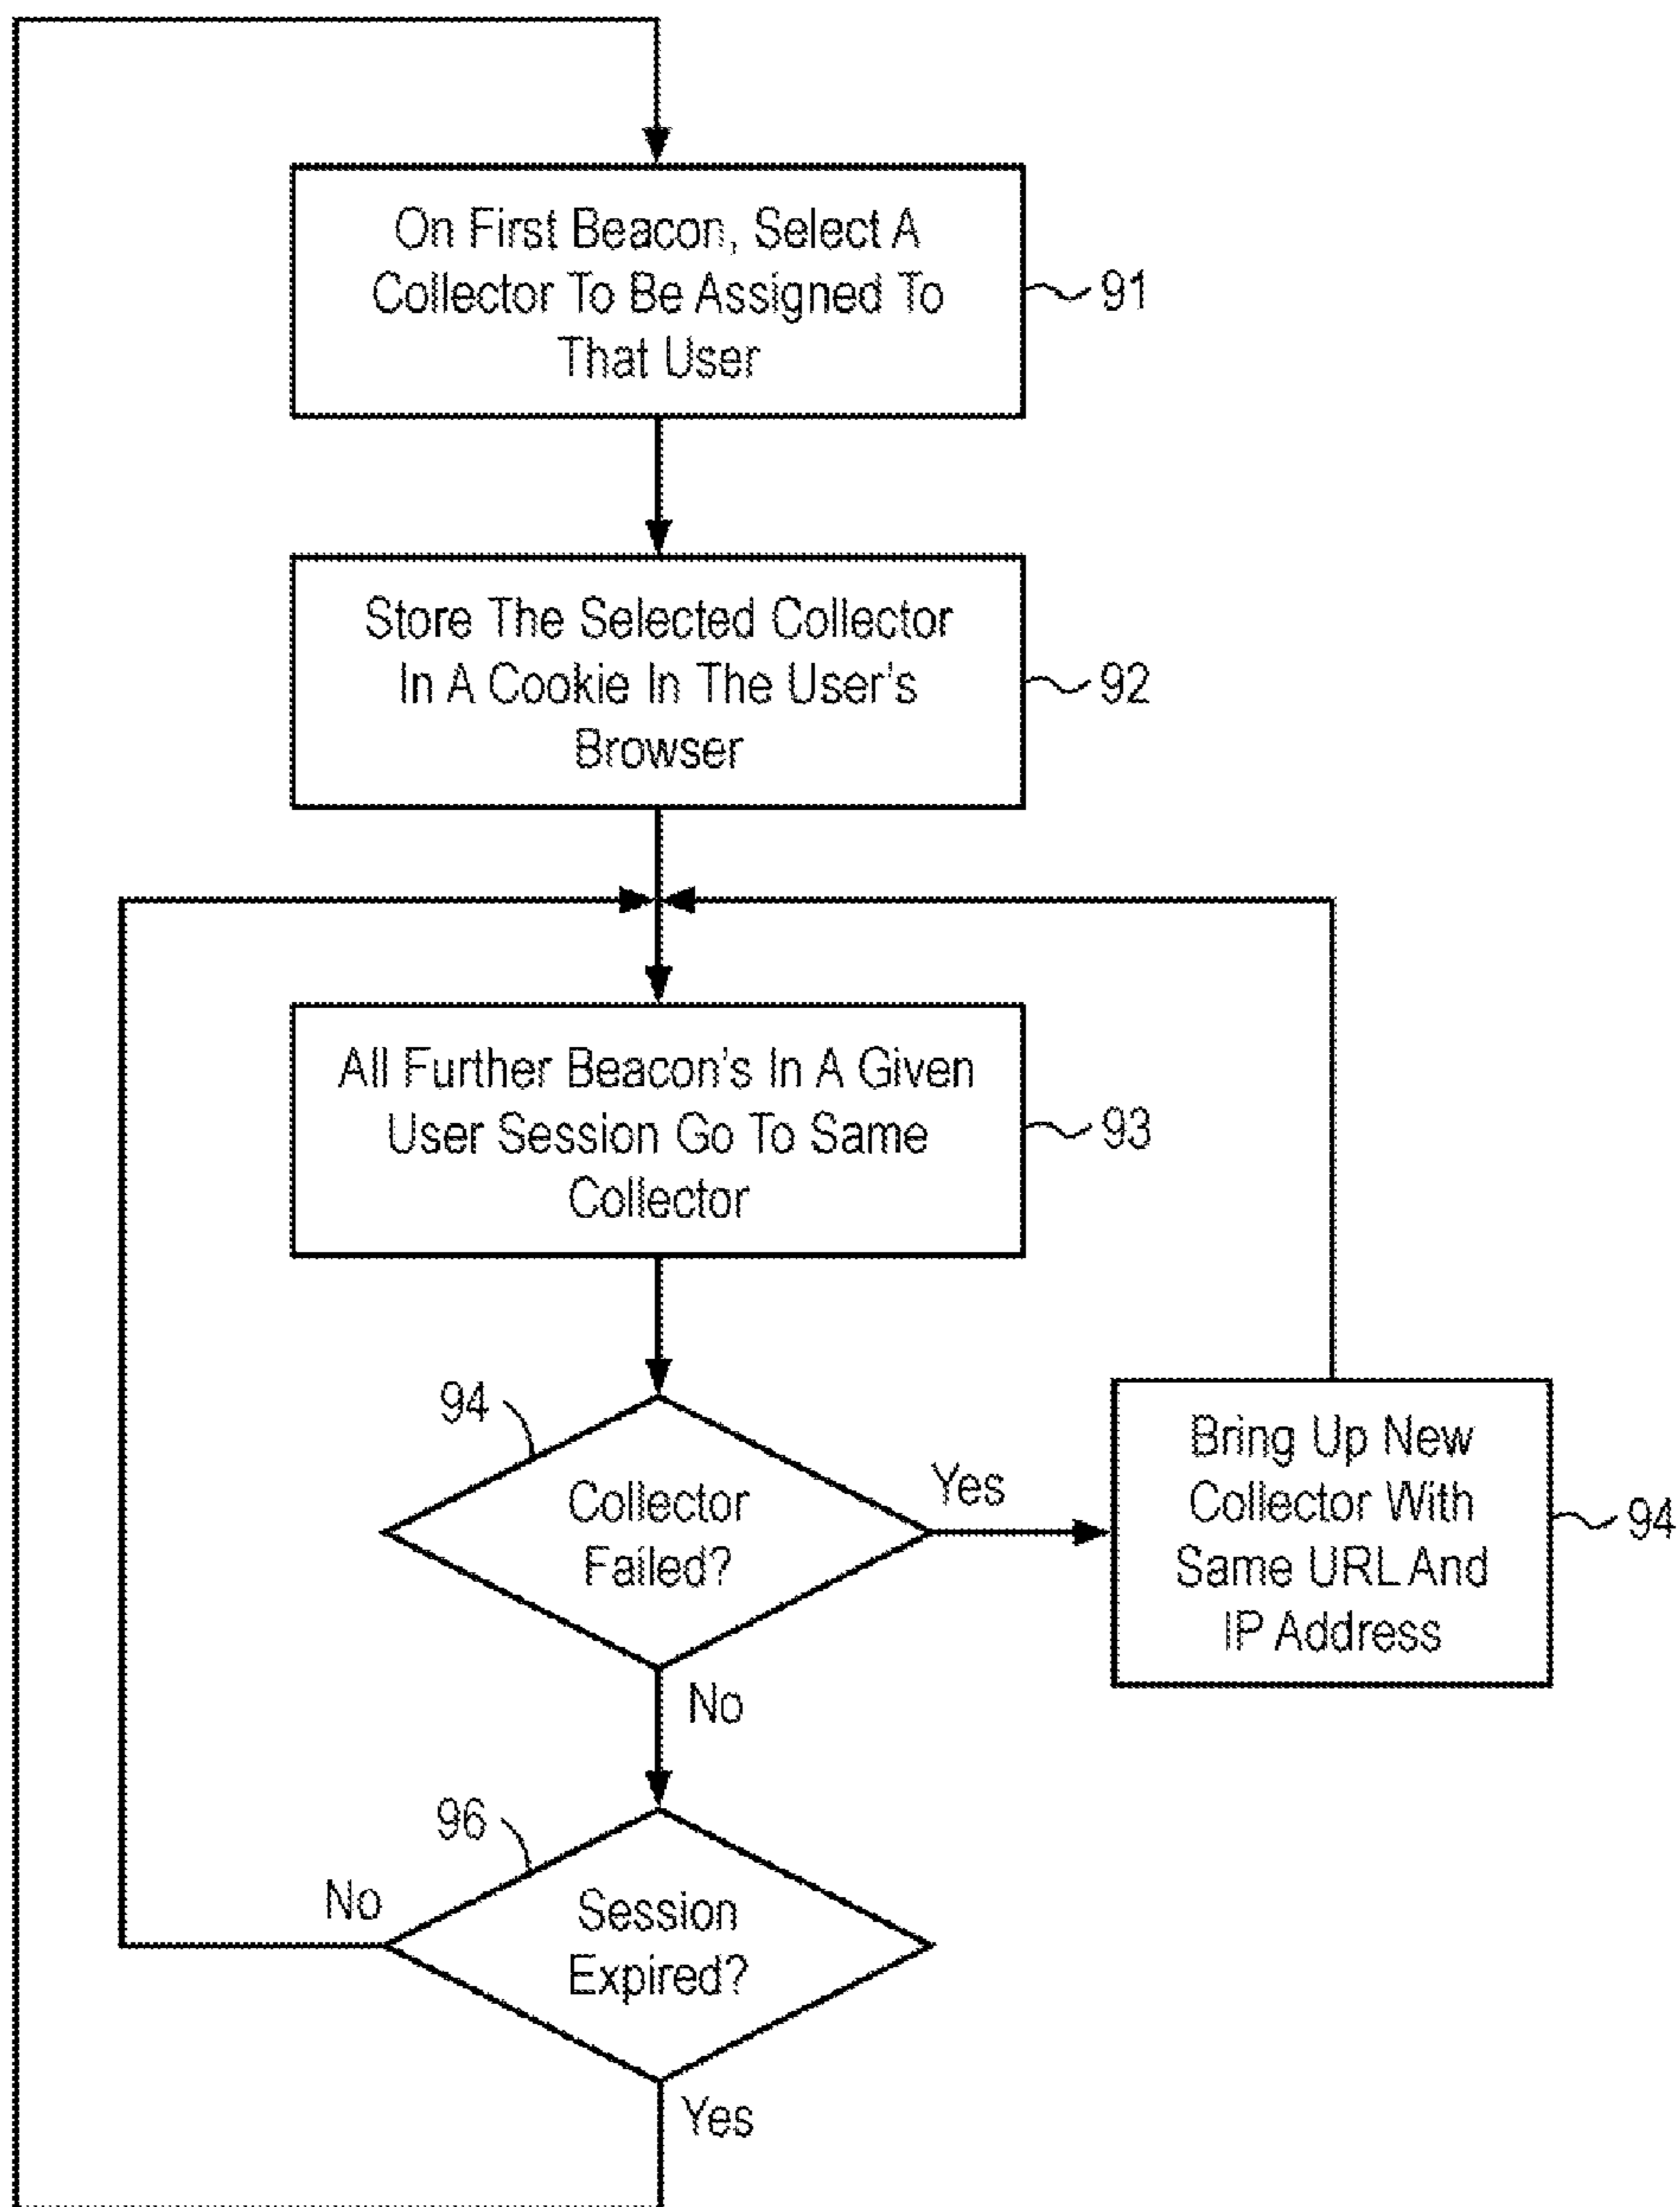 On First Beacon, Select A
Collector To Be Assigned To
That User
91
Store The Selected Collector
In A Cookie In The User's
Browser
92
All Further Beacon's In A Given
User Session Go To Same
Collector
93
94
Collector
Failed?
Yes
Bring Up New
Collector With
Same URL And
IP Address
94
No
96
No
Session
Expired?
Yes